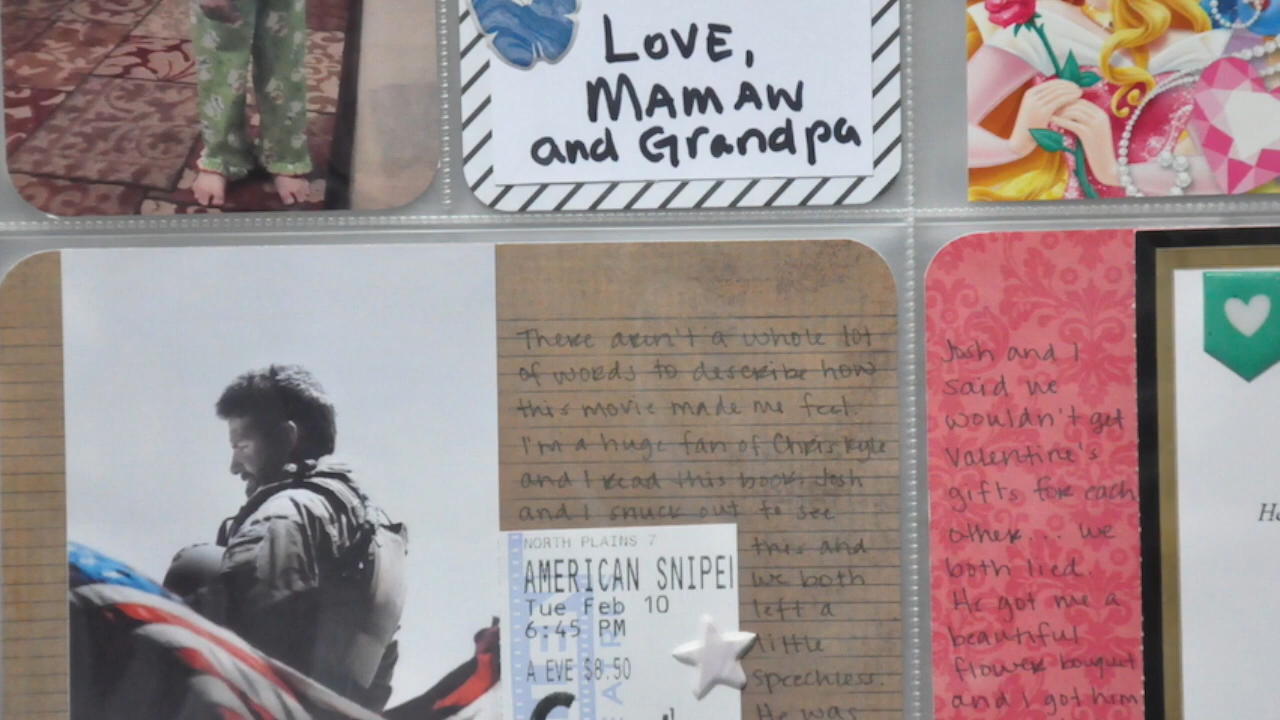 LOVE,
MAMAW
and Grandpa
There aren't a whole lot
of words to describe how
this movie made me feel.
I'm a huge fan of Chris Kyle
and I read this book. Josh
and I snuck out to see
this and
we both
left a
little
speechless.
He was
NORTH PLAINS 7
AMERICAN SNIPE
Tue Feb 10
6:45 PM
A EVE $8.50
Josh and I
said we
wouldn't get
Valentine's
gifts for each
other... we
both lied.
He got me a
beautiful
flower bouquet
and I got him
He